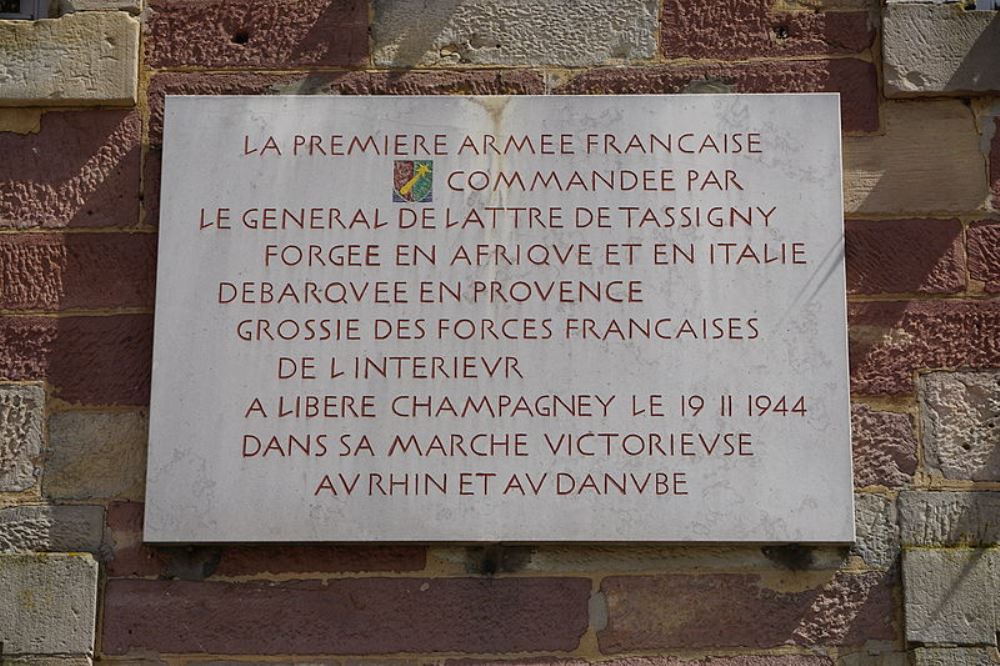 LA PREMIERE ARMEE FRANCAISE
COMMANDEE PAR
LE GENERAL DE LATTRE DE TASSIGNY
FORGEE EN AFRIQVE ET EN ITALIE
DEBARQVEE EN PROVENCE
GROSSIE DES FORCES FRANCAISES
DE L'INTERIEVR
A LIBERE CHAMPAGNEY LE 19 11 1944
DANS SA MARCHE VICTORIEVSE
AV RHIN ET AV DANVBE